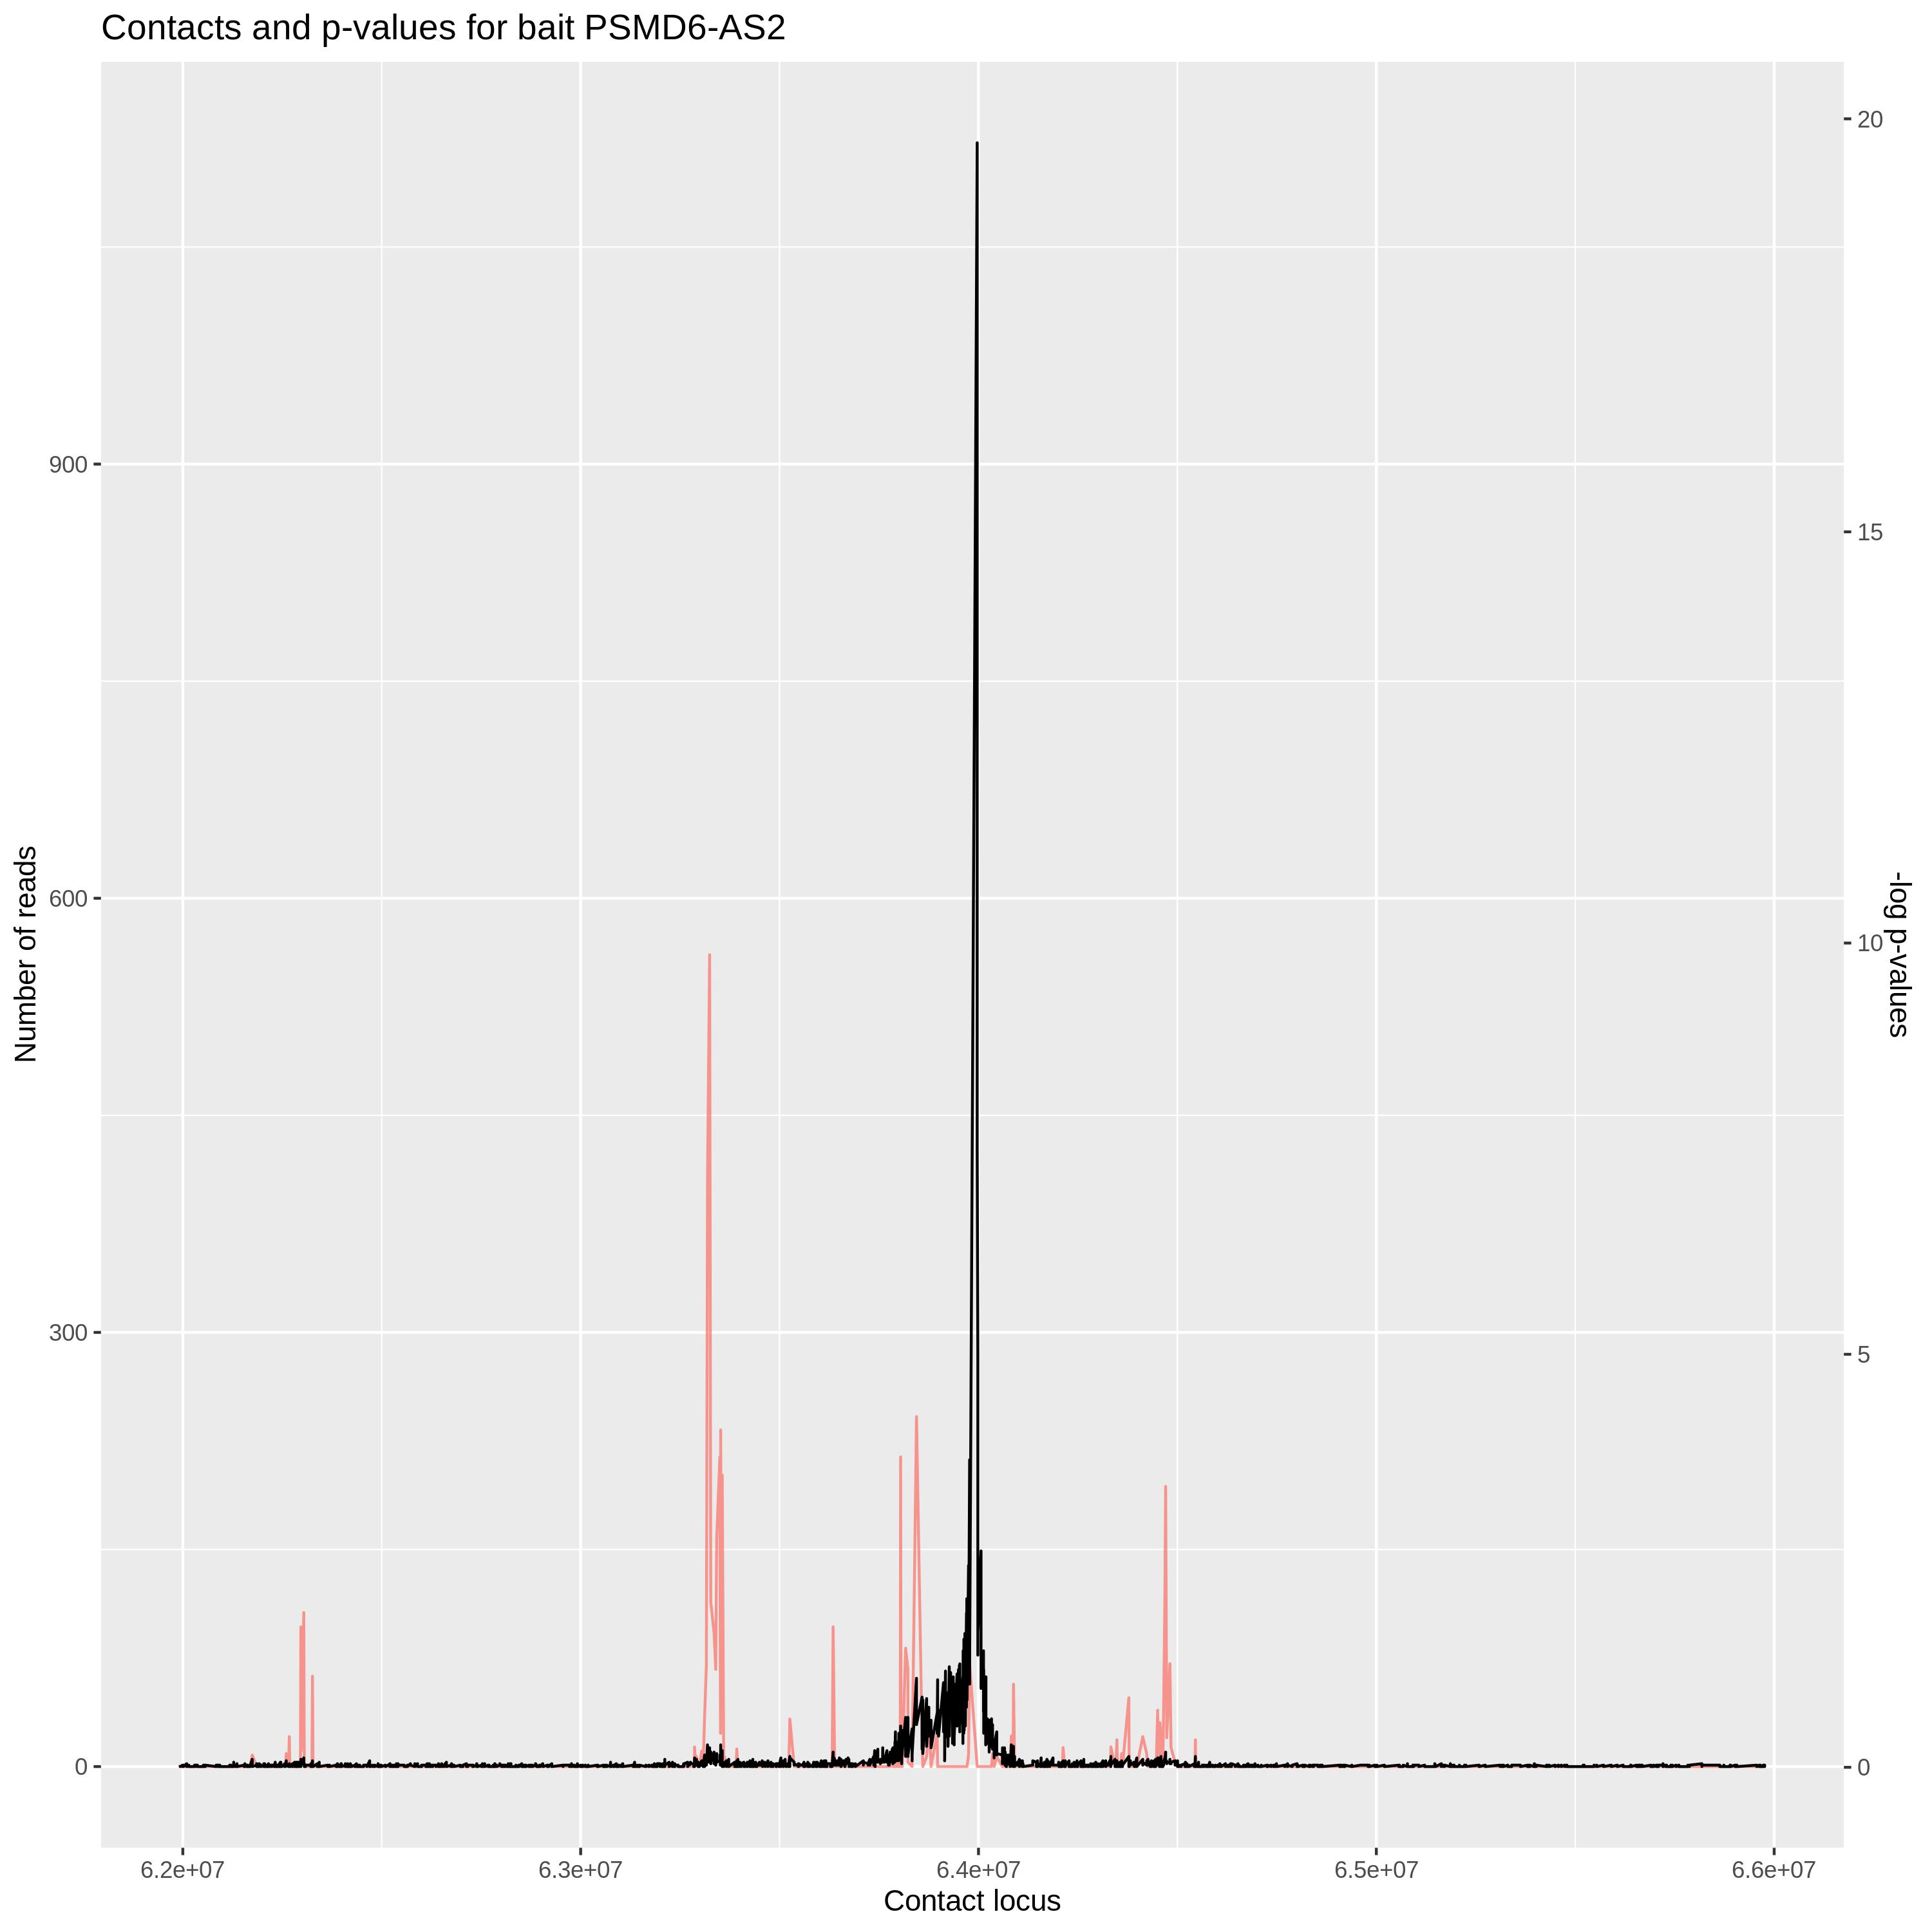 Contacts and p-values for bait PSMD6-AS2
Number of reads
900
600
300
0
20
15
10
5
0
-log p-values
6.2e+07
6.3e+07
6.4e+07
6.5e+07
6.6e+07
Contact locus